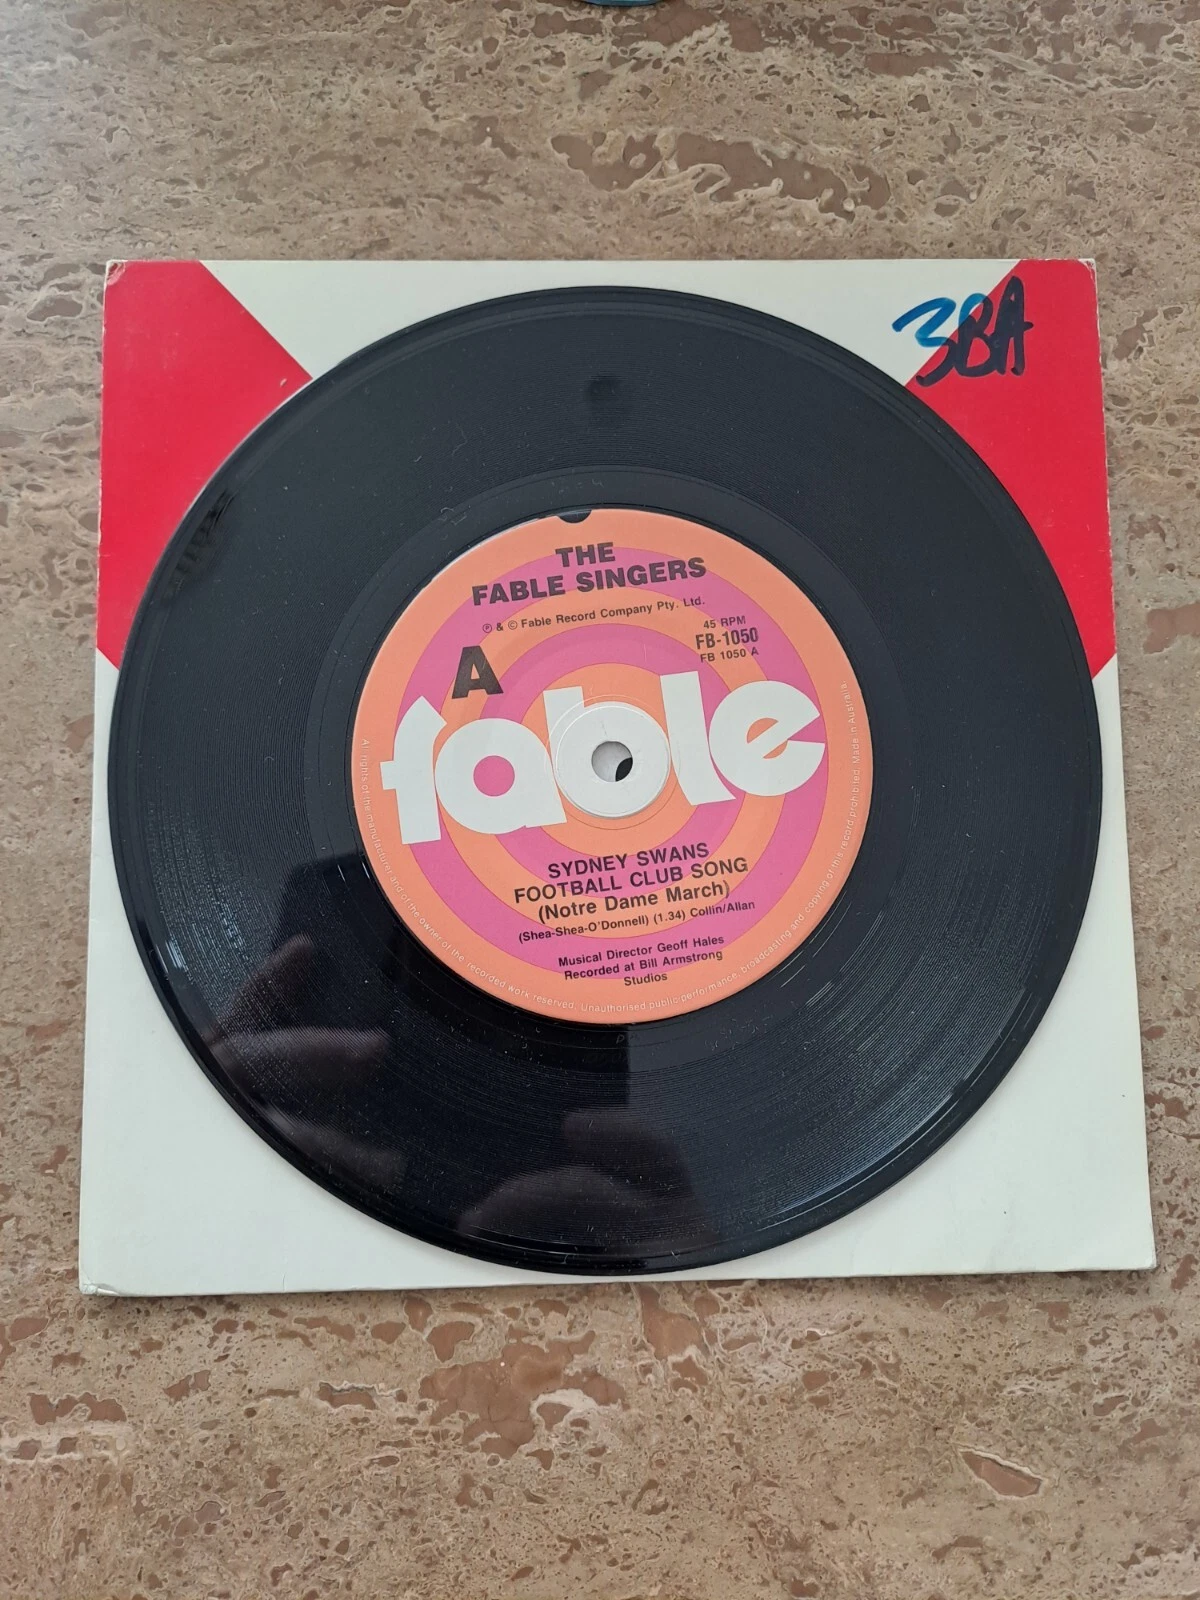 3BA
THE
FABLE SINGERS
℗ & © Fable Record Company Pty. Ltd.
45 RPM
FB-1050
FB 1050 A
A
fable
SYDNEY SWANS
FOOTBALL CLUB SONG
(Notre Dame March)
(Shea-Shea-O'Donnell) (1.34) Collin/Allan
Musical Director Geoff Hales
Recorded at Bill Armstrong
Studios
All rights of the manufacturer and of the owner of the recorded work reserved. Unauthorised public performance, broadcasting and copying of this record prohibited. Made in Australia.